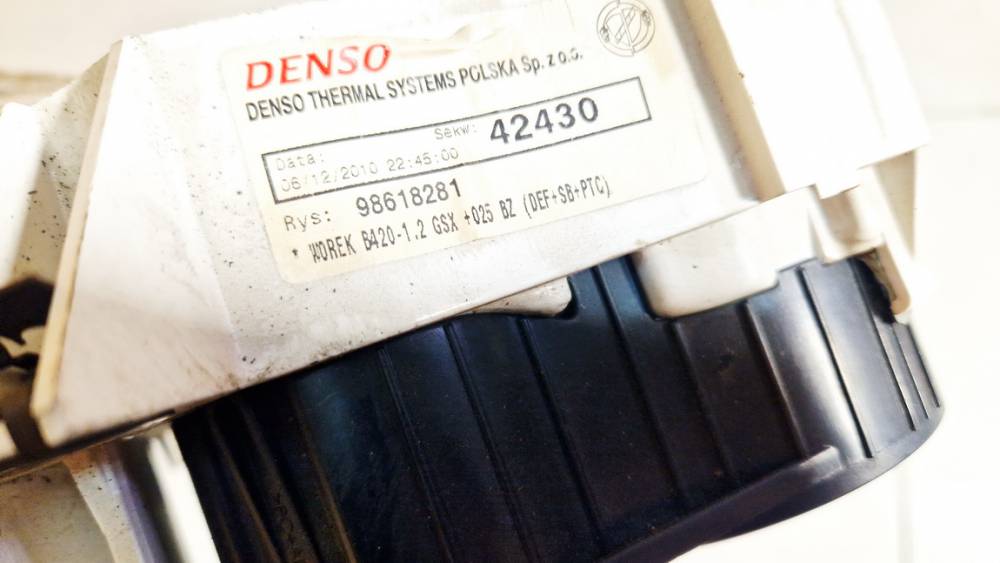 DENSO
DENSO THERMAL SYSTEMS POLSKA Sp. z o.o.
Data: Sekw: 42430
06/12/2010 22:45:00
Rys: 98618281
* WOREK B420-1.2 GSX +025 BZ (DEF+SB+PTC)